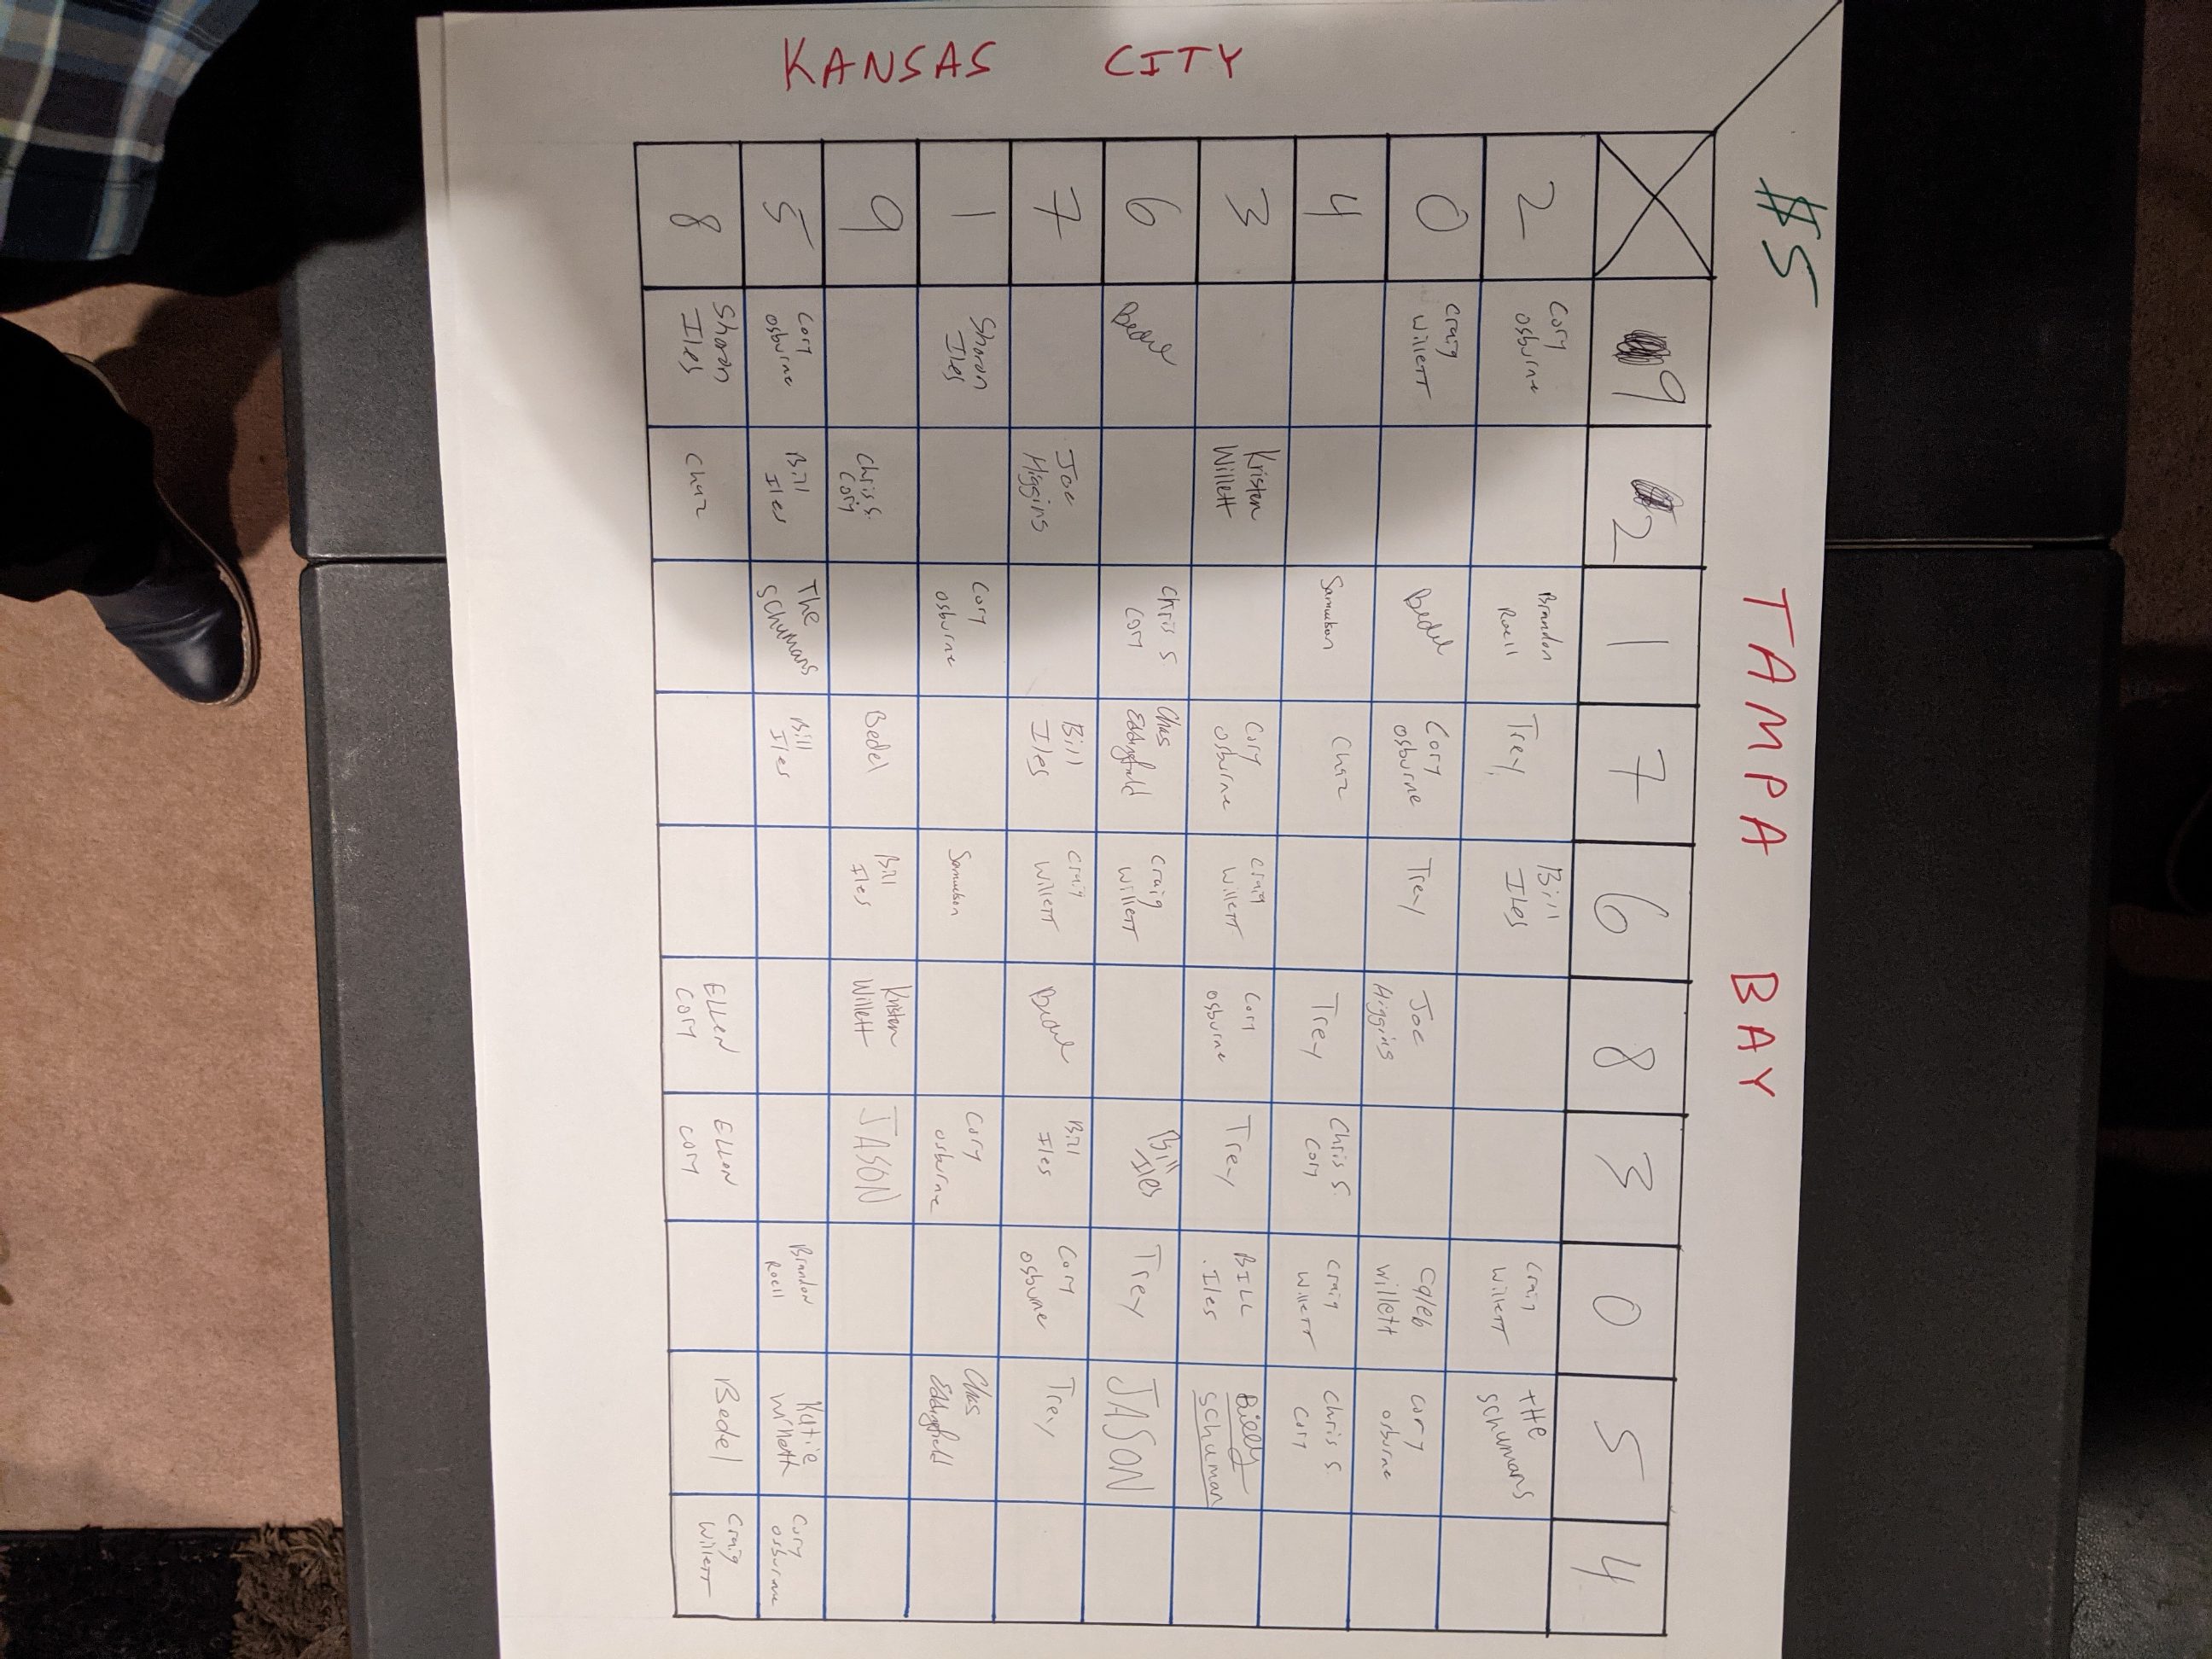 $5
TAMPA BAY
KANSAS CITY
9 2 1 7 6 8 3 0 5 4
2
Cory
osburne
Brandon
Roell
Trey
Bill
Iles
Craig
WilleTT
THE
Schumans
0
Craig
WilleTT
Bedel
Cory
osburne
Trey
Joe
Higgins
Caleb
Willett
Cory
osburne
4
Samuelson
Chaz
Trey
Chris S.
Cory
Craig
WilleTT
Chris S.
Cory
3
Kristen
Willett
Cory
osburne
Craig
WilleTT
Cory
osburne
Trey
BILL
Iles
Billy
Schuman
6
Bedel
Chris S.
Cory
Chas
Eddingfield
Craig
WilleTT
Bill
Iles
Trey
JASON
7
Joe
Higgins
Bill
Iles
Craig
WilleTT
Bedel
Bill
Iles
Cory
osburne
Trey
1
Sharon
Iles
Cory
osburne
Samuelson
Cory
osburne
Chas
Eddingfield
9
Chris S.
Cory
Bedel
Bill
Iles
Kristen
Willett
JASON
5
Cory
osburne
Bill
Iles
The
Schumans
Bill
Iles
Brandon
Roell
Katie
Willett
Cory
osburne
8
Sharon
Iles
Chaz
ELLEN
CORY
ELLEN
CORY
Bedel
Craig
WilleTT